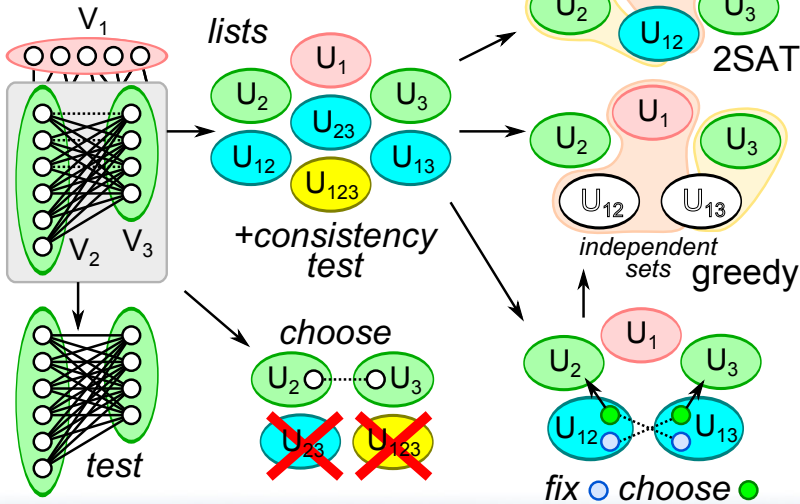 V1
V2
V3
test
lists
U1
U2
U3
U23
U12
U13
U123
+consistency
test
choose
U2
U3
U23
U123
U2
U3
U12
2SAT
U1
U2
U3
U12
U13
independent
sets
greedy
U1
U2
U3
U12
U13
fix
choose